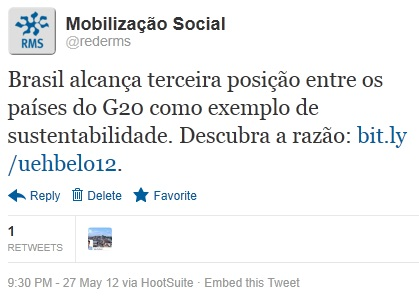 RMS
Mobilização Social
@rederms
Brasil alcança terceira posição entre os
países do G20 como exemplo de
sustentabilidade. Descubra a razão: bit.ly
/uehbelo12.
Reply Delete Favorite
1
RETWEETS
9:30 PM - 27 May 12 via HootSuite · Embed this Tweet